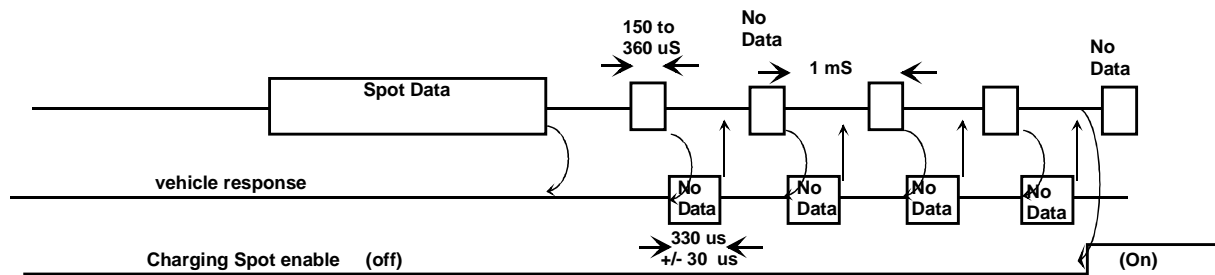 150 to
360 uS
No
Data
1 mS
No
Data
Spot Data
vehicle response
No
Data
No
Data
No
Data
No
Data
330 us
+/- 30 us
Charging Spot enable (off)
(On)